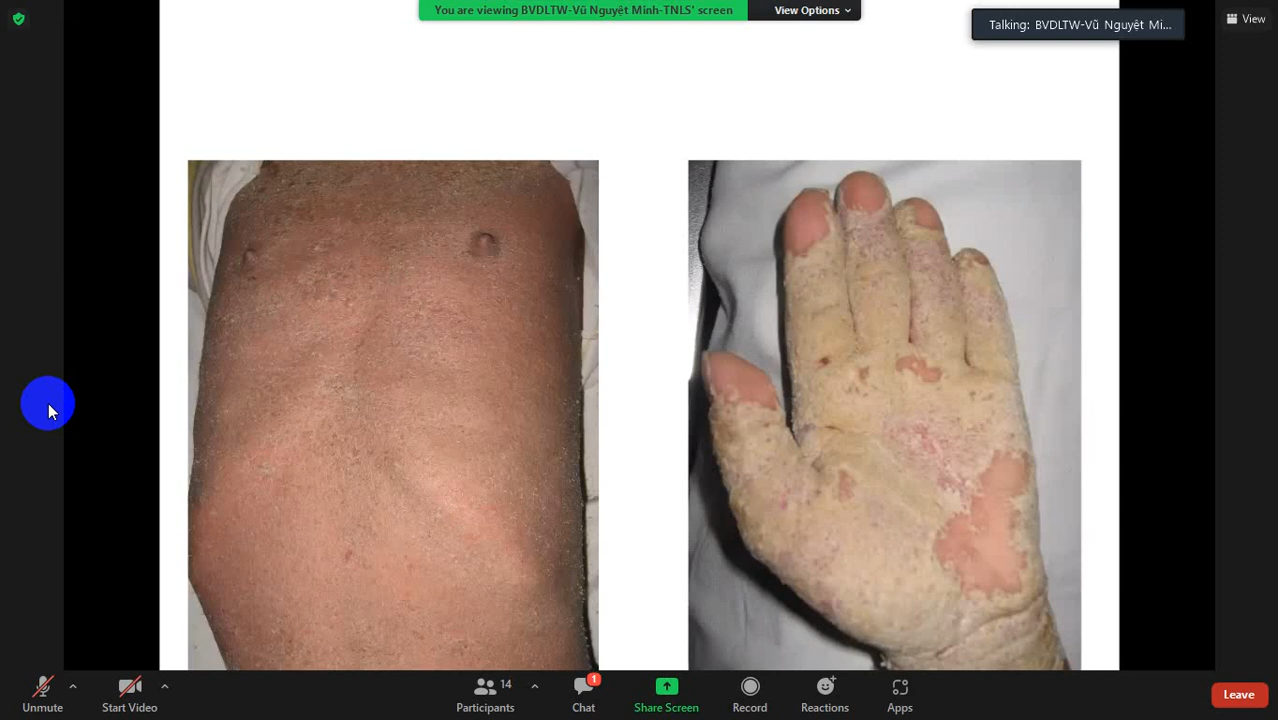 You are viewing BVDLTW-Vũ Nguyệt Minh-TNLS' screen
View Options
Talking: BVDLTW-Vũ Nguyệt Mi...
View
Unmute
Start Video
14
Participants
1
Chat
Share Screen
Record
Reactions
Apps
Leave